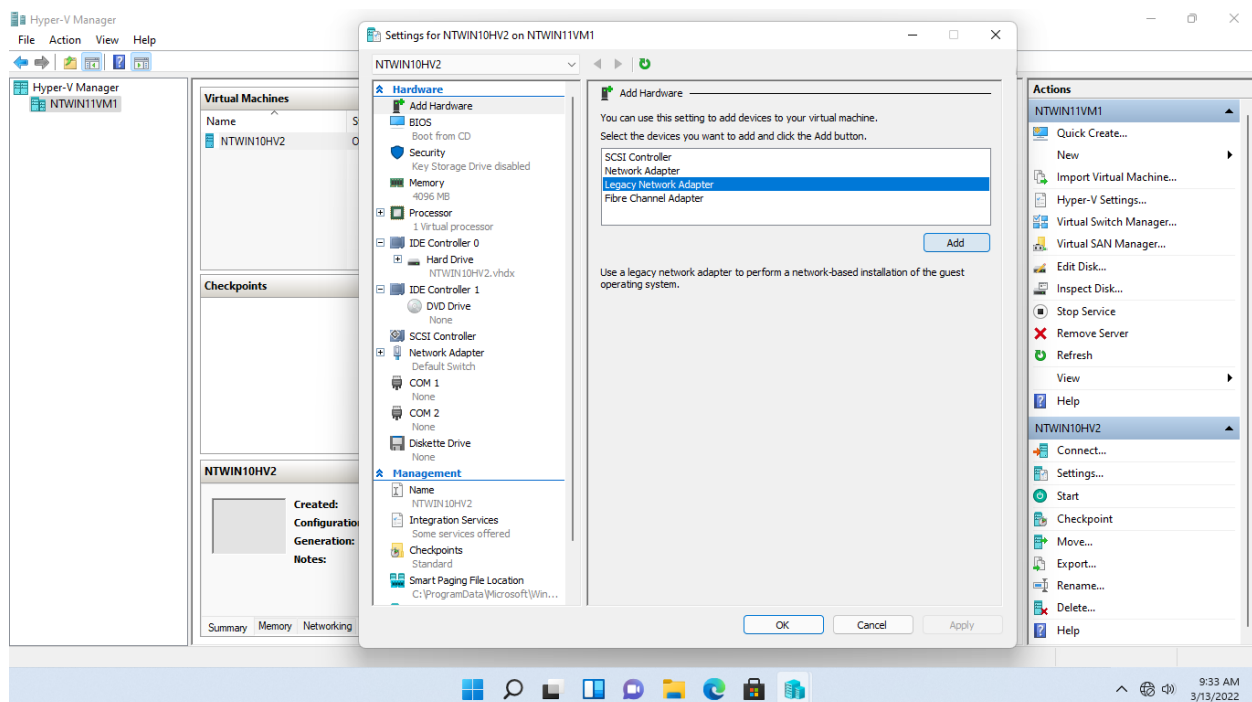 Hyper-V Manager
File Action View Help
Hyper-V Manager
NTWIN11VM1
Virtual Machines
Name S
NTWIN10HV2 O
Checkpoints
NTWIN10HV2
Created:
Configuratio
Generation:
Notes:
Summary Memory Networking
Settings for NTWIN10HV2 on NTWIN11VM1
NTWIN10HV2
Hardware
Add Hardware
BIOS
Boot from CD
Security
Key Storage Drive disabled
Memory
4096 MB
Processor
1 Virtual processor
IDE Controller 0
Hard Drive
NTWIN10HV2.vhdx
IDE Controller 1
DVD Drive
None
SCSI Controller
Network Adapter
Default Switch
COM 1
None
COM 2
None
Diskette Drive
None
Management
Name
NTWIN10HV2
Integration Services
Some services offered
Checkpoints
Standard
Smart Paging File Location
C:\ProgramData\Microsoft\Win...
Add Hardware
You can use this setting to add devices to your virtual machine.
Select the devices you want to add and click the Add button.
SCSI Controller
Network Adapter
Legacy Network Adapter
Fibre Channel Adapter
Add
Use a legacy network adapter to perform a network-based installation of the guest
operating system.
OK Cancel Apply
Actions
NTWIN11VM1
Quick Create...
New
Import Virtual Machine...
Hyper-V Settings...
Virtual Switch Manager...
Virtual SAN Manager...
Edit Disk...
Inspect Disk...
Stop Service
Remove Server
Refresh
View
Help
NTWIN10HV2
Connect...
Settings...
Start
Checkpoint
Move...
Export...
Rename...
Delete...
Help
9:33 AM
3/13/2022